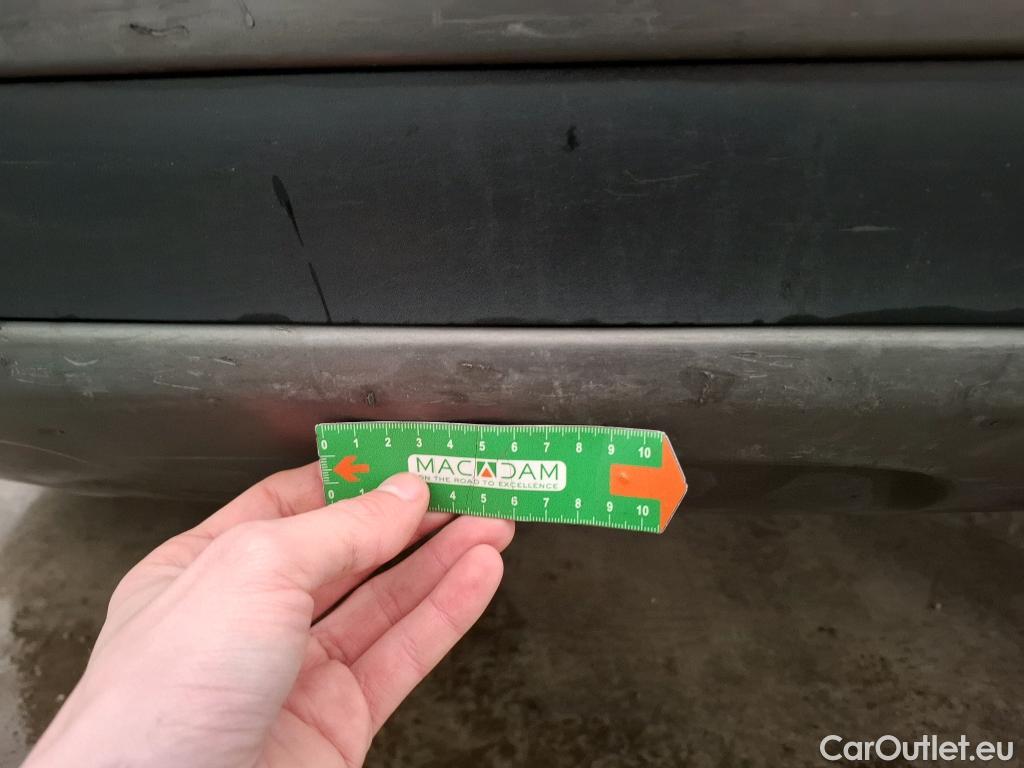 0 1 2 3 4 5 6 7 8 9 10
MACADAM
ON THE ROAD TO EXCELLENCE
0 1 4 5 6 7 8 9 10
CarOutlet.eu